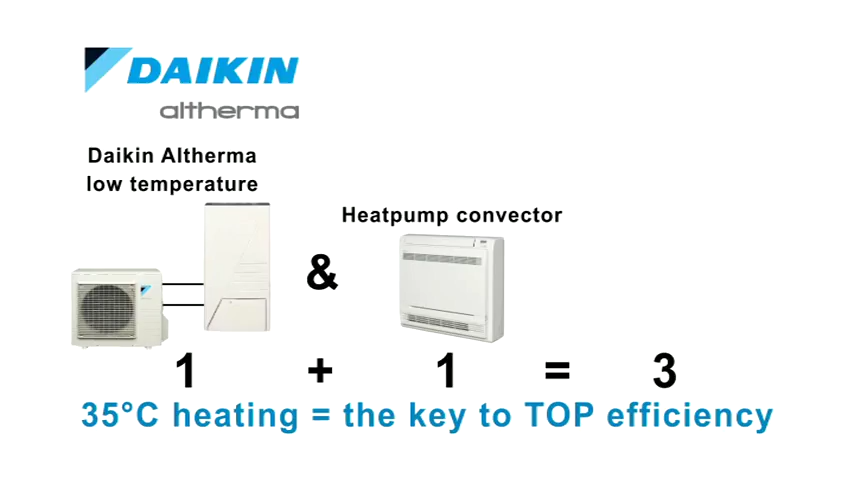 DAIKIN
altherma
Daikin Altherma
low temperature
Heatpump convector
&
1 + 1 = 3
35°C heating = the key to TOP efficiency